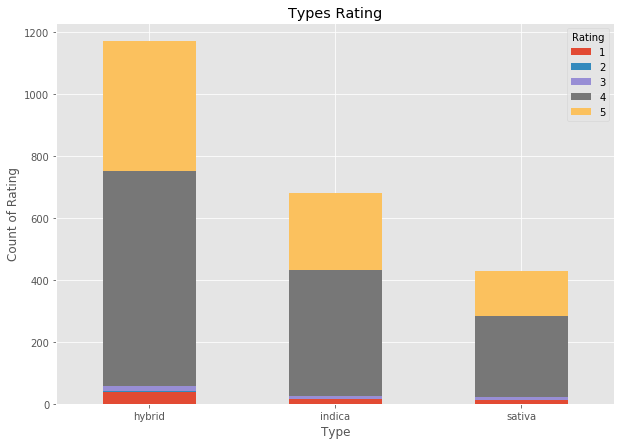 Types Rating
Rating
1
2
3
4
5
1200
1000
800
600
400
200
0
Count of Rating
hybrid
indica
sativa
Type